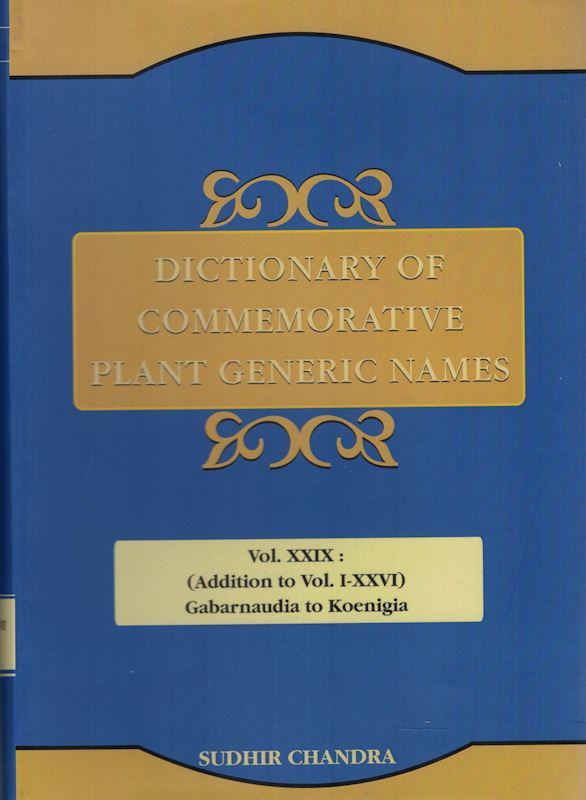 DICTIONARY OF
COMMEMORATIVE
PLANT GENERIC NAMES
Vol. XXIX :
(Addition to Vol. I-XXVI)
Gabarnaudia to Koenigia
SUDHIR CHANDRA